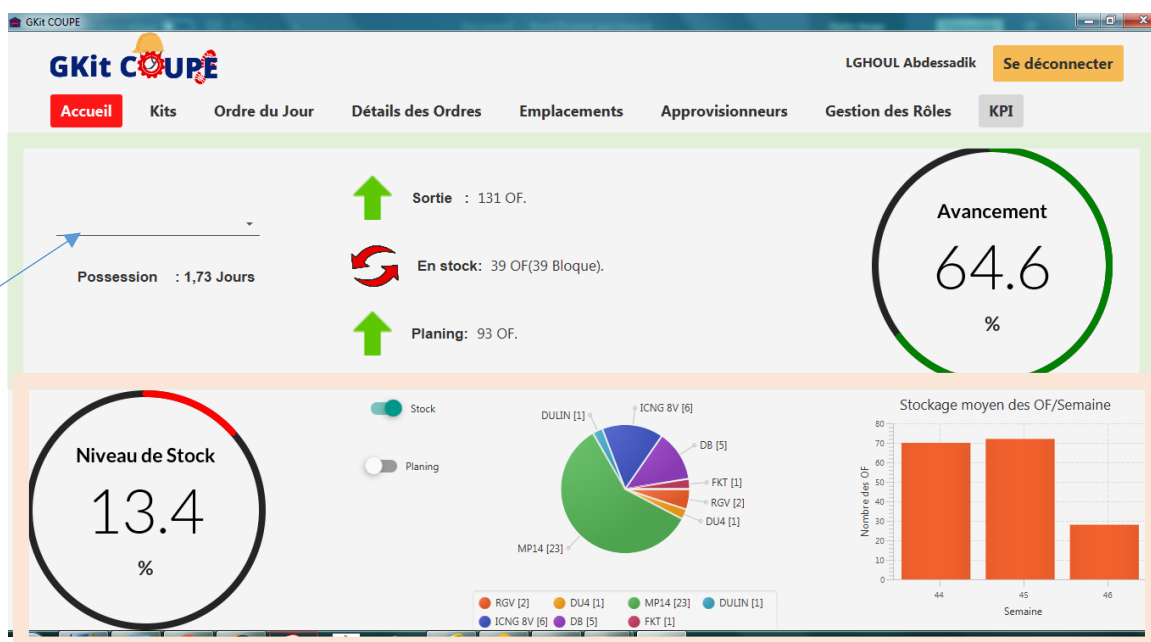 GKit COUPE
GKit COUPE
LGHOUL Abdessadik
Se déconnecter
Accueil Kits Ordre du Jour Détails des Ordres Emplacements Approvisionneurs Gestion des Rôles KPI
Possession : 1,73 Jours
Sortie : 131 OF.
En stock: 39 OF(39 Bloque).
Planing: 93 OF.
Avancement
64.6
%
Niveau de Stock
13.4
%
Stock
Planing
DULIN [1]
ICNG 8V [6]
DB [5]
FKT [1]
RGV [2]
DU4 [1]
MP14 [23]
RGV [2] DU4 [1] MP14 [23] DULIN [1]
ICNG 8V [6] DB [5] FKT [1]
Stockage moyen des OF/Semaine
Nombre des OF
80
70
60
50
40
30
20
10
0
44 45 46
Semaine